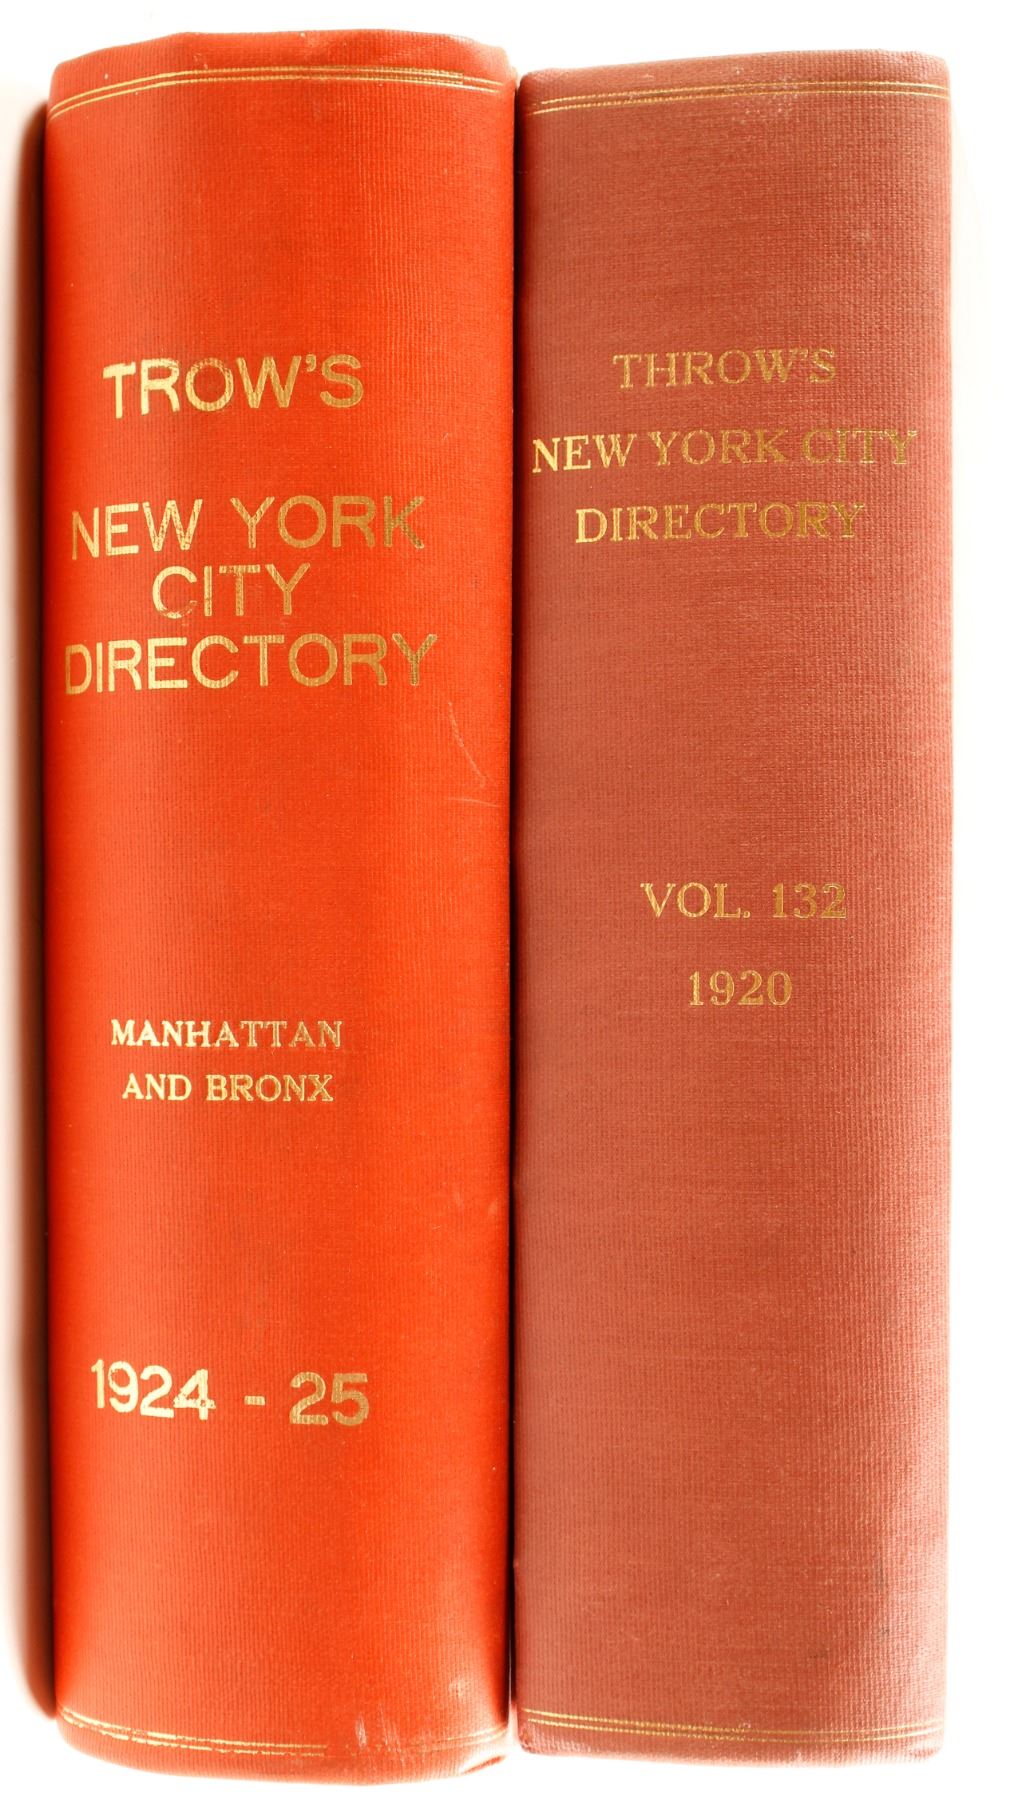 TROW'S
NEW YORK
CITY
DIRECTORY
MANHATTAN
AND BRONX
1924 - 25
THROW'S
NEW YORK CITY
DIRECTORY
VOL. 132
1920